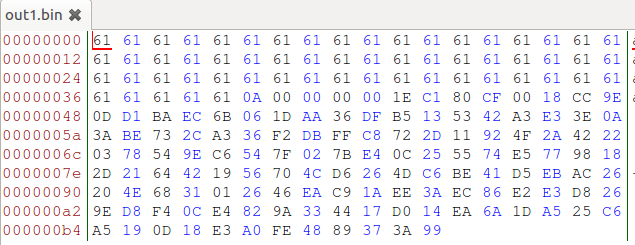 out1.bin
00000000 61 61 61 61 61 61 61 61 61 61 61 61 61 61 61 61 61 61
00000012 61 61 61 61 61 61 61 61 61 61 61 61 61 61 61 61 61 61
00000024 61 61 61 61 61 61 61 61 61 61 61 61 61 61 61 61 61 61
00000036 61 61 61 61 61 0A 00 00 00 00 1E C1 80 CF 00 18 CC 9E
00000048 0D D1 BA EC 6B 06 1D AA 36 DF B5 13 53 42 A3 E3 3E 0A
0000005a 3A BE 73 2C A3 36 F2 DB FF C8 72 2D 11 92 4F 2A 42 22
0000006c 03 78 54 9E C6 54 7F 02 7B E4 0C 25 55 74 E5 77 98 18
0000007e 2D 21 64 42 19 56 70 4C D6 26 4D C6 BE 41 D5 EB AC 26
00000090 20 4E 68 31 01 26 46 EA C9 1A EE 3A EC 86 E2 E3 D8 26
000000a2 9E D8 F4 0C E4 82 9A 33 44 17 D0 14 EA 6A 1D A5 25 C6
000000b4 A5 19 0D 18 E3 A0 FE 48 89 37 3A 99